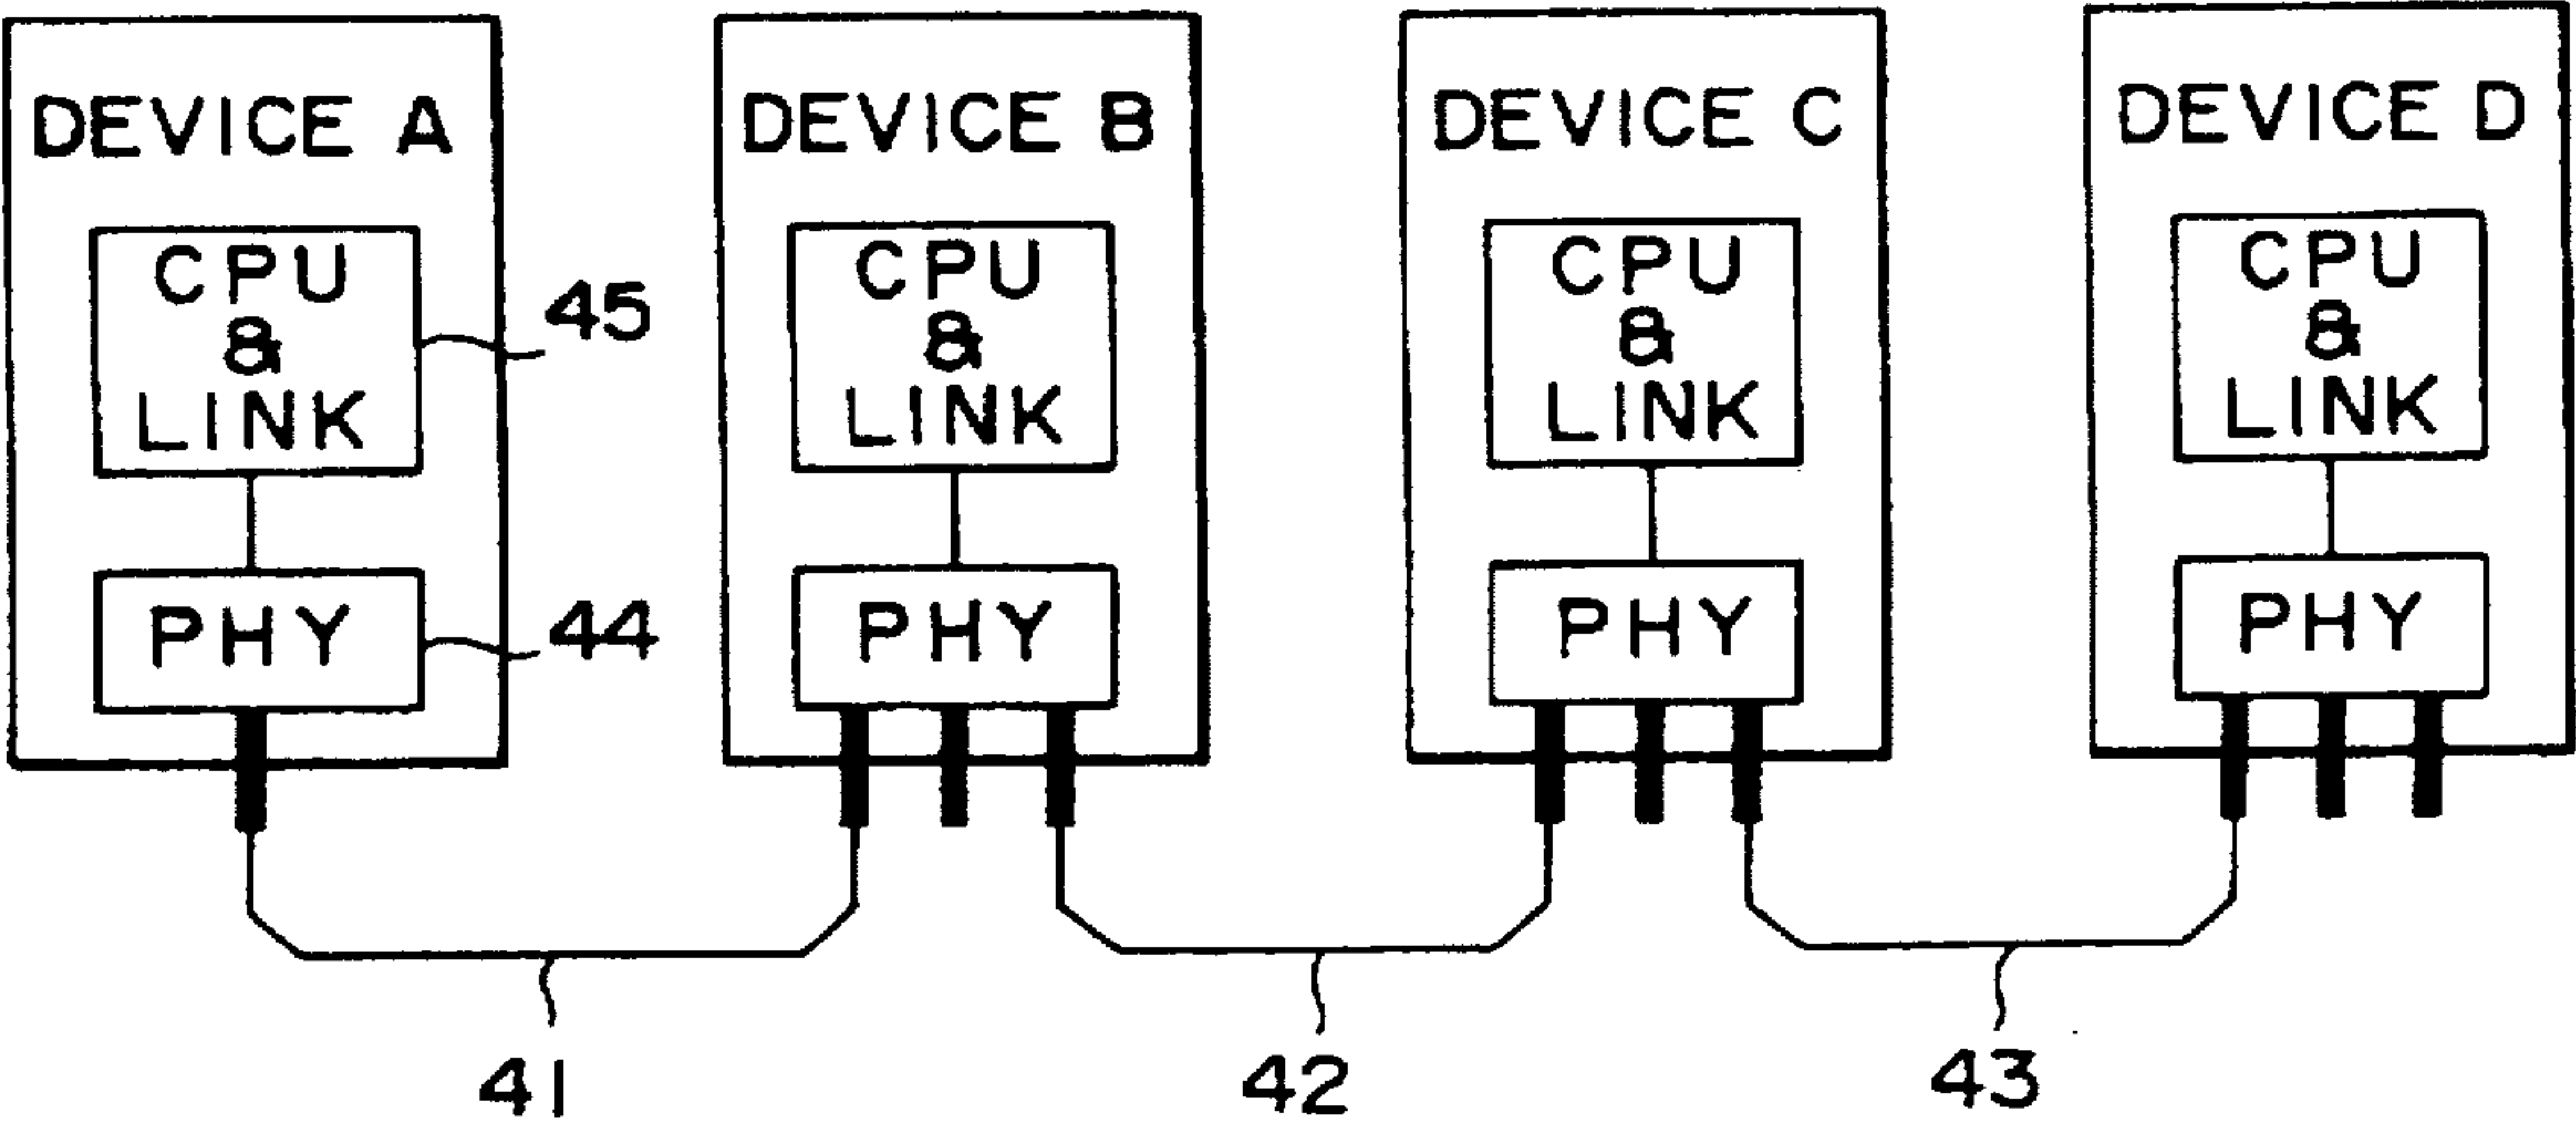 DEVICE A
CPU
&
LINK
45
PHY
44
DEVICE B
CPU
&
LINK
PHY
DEVICE C
CPU
&
LINK
PHY
DEVICE D
CPU
&
LINK
PHY
41
42
43